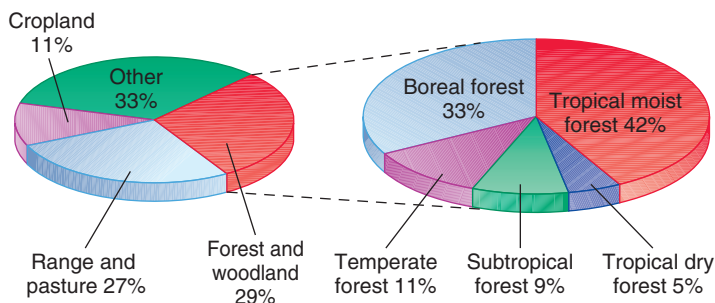 Cropland
11%
Other
33%
Range and
pasture 27%
Forest and
woodland
29%
Boreal forest
33%
Tropical moist
forest 42%
Temperate
forest 11%
Subtropical
forest 9%
Tropical dry
forest 5%